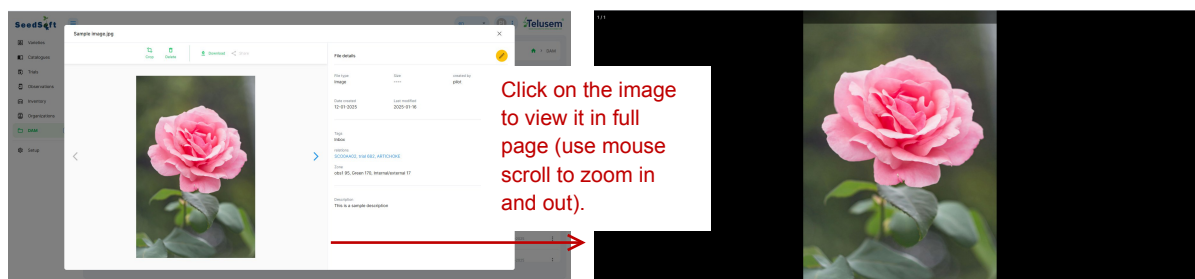 SeedSoft
Telusem
Sample image.jpg
Varieties
Catalogues
Trials
Observations
Inventory
Organizations
DAM
Setup
Crop
Delete
Download
Share
File details
File type
Size
created by
Image
----
pilot
Date created
Last modified
12-01-2025
2025-01-16
Tags
Inbox
relations
Zone
Description
This is a sample description
Click on the image
to view it in full
page (use mouse
scroll to zoom in
and out).
1 / 1